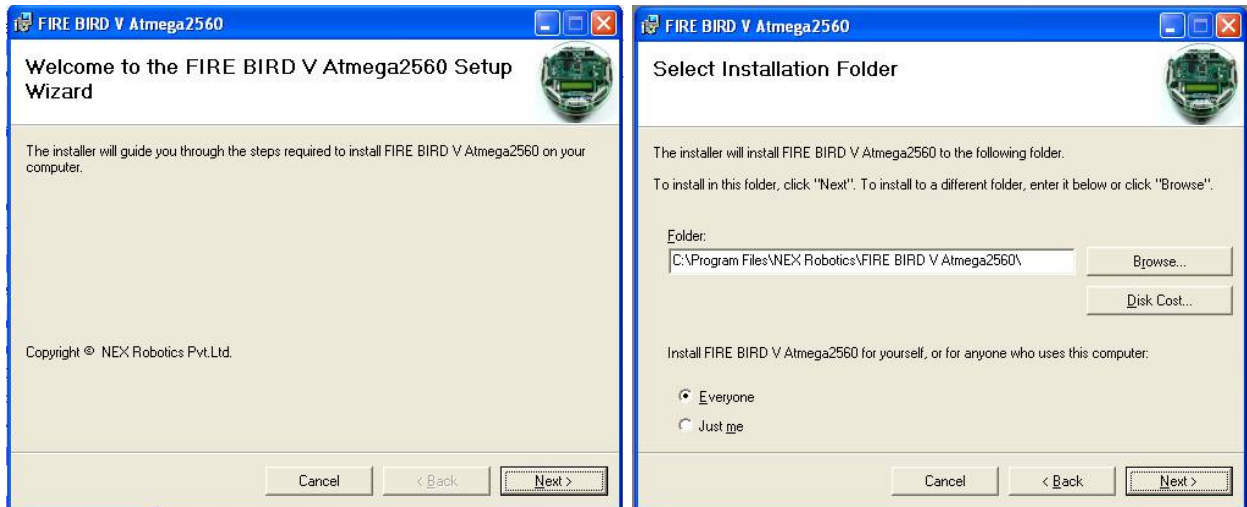 FIRE BIRD V Atmega2560
Welcome to the FIRE BIRD V Atmega2560 Setup
Wizard
The installer will guide you through the steps required to install FIRE BIRD V Atmega2560 on your
computer.
Copyright © NEX Robotics Pvt.Ltd.
Cancel
< Back
Next >
FIRE BIRD V Atmega2560
Select Installation Folder
The installer will install FIRE BIRD V Atmega2560 to the following folder.
To install in this folder, click "Next". To install to a different folder, enter it below or click "Browse".
Folder:
C:\Program Files\NEX Robotics\FIRE BIRD V Atmega2560\
Browse...
Disk Cost...
Install FIRE BIRD V Atmega2560 for yourself, or for anyone who uses this computer:
Everyone
Just me
Cancel
< Back
Next >